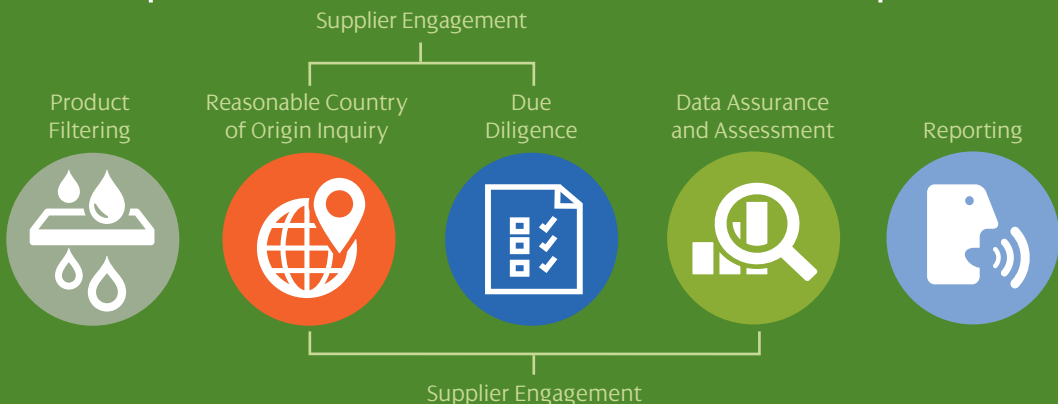 Supplier Engagement
Product
Filtering
Reasonable Country
of Origin Inquiry
Due
Diligence
Data Assurance
and Assessment
Reporting
Supplier Engagement